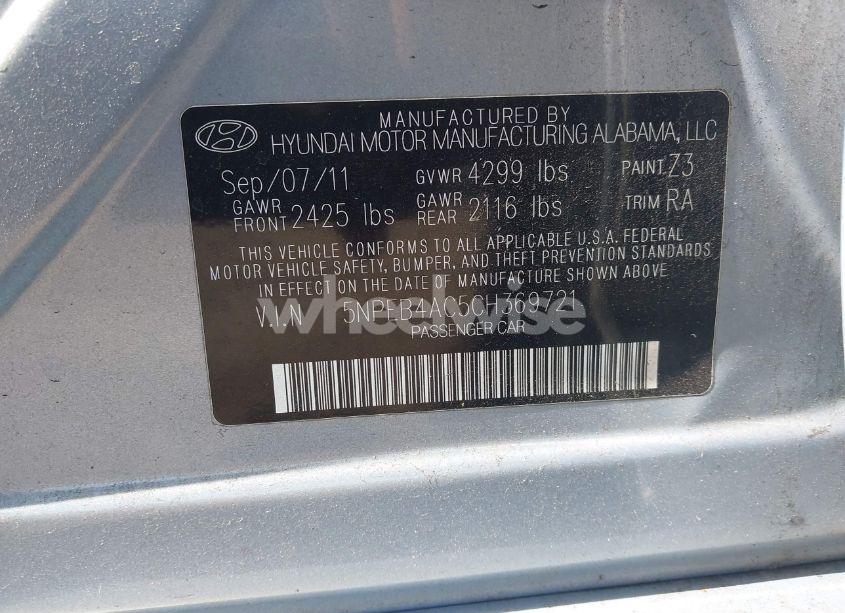 MANUFACTURED BY
HYUNDAI MOTOR MANUFACTURING ALABAMA, LLC
Sep/07/11 GVWR 4299 lbs PAINT Z3
GAWR FRONT 2425 lbs GAWR REAR 2116 lbs TRIM RA
THIS VEHICLE CONFORMS TO ALL APPLICABLE U.S.A. FEDERAL
MOTOR VEHICLE SAFETY, BUMPER, AND THEFT PREVENTION STANDARDS
IN EFFECT ON THE DATE OF MANUFACTURE SHOWN ABOVE
wheelwise
PASSENGER CAR